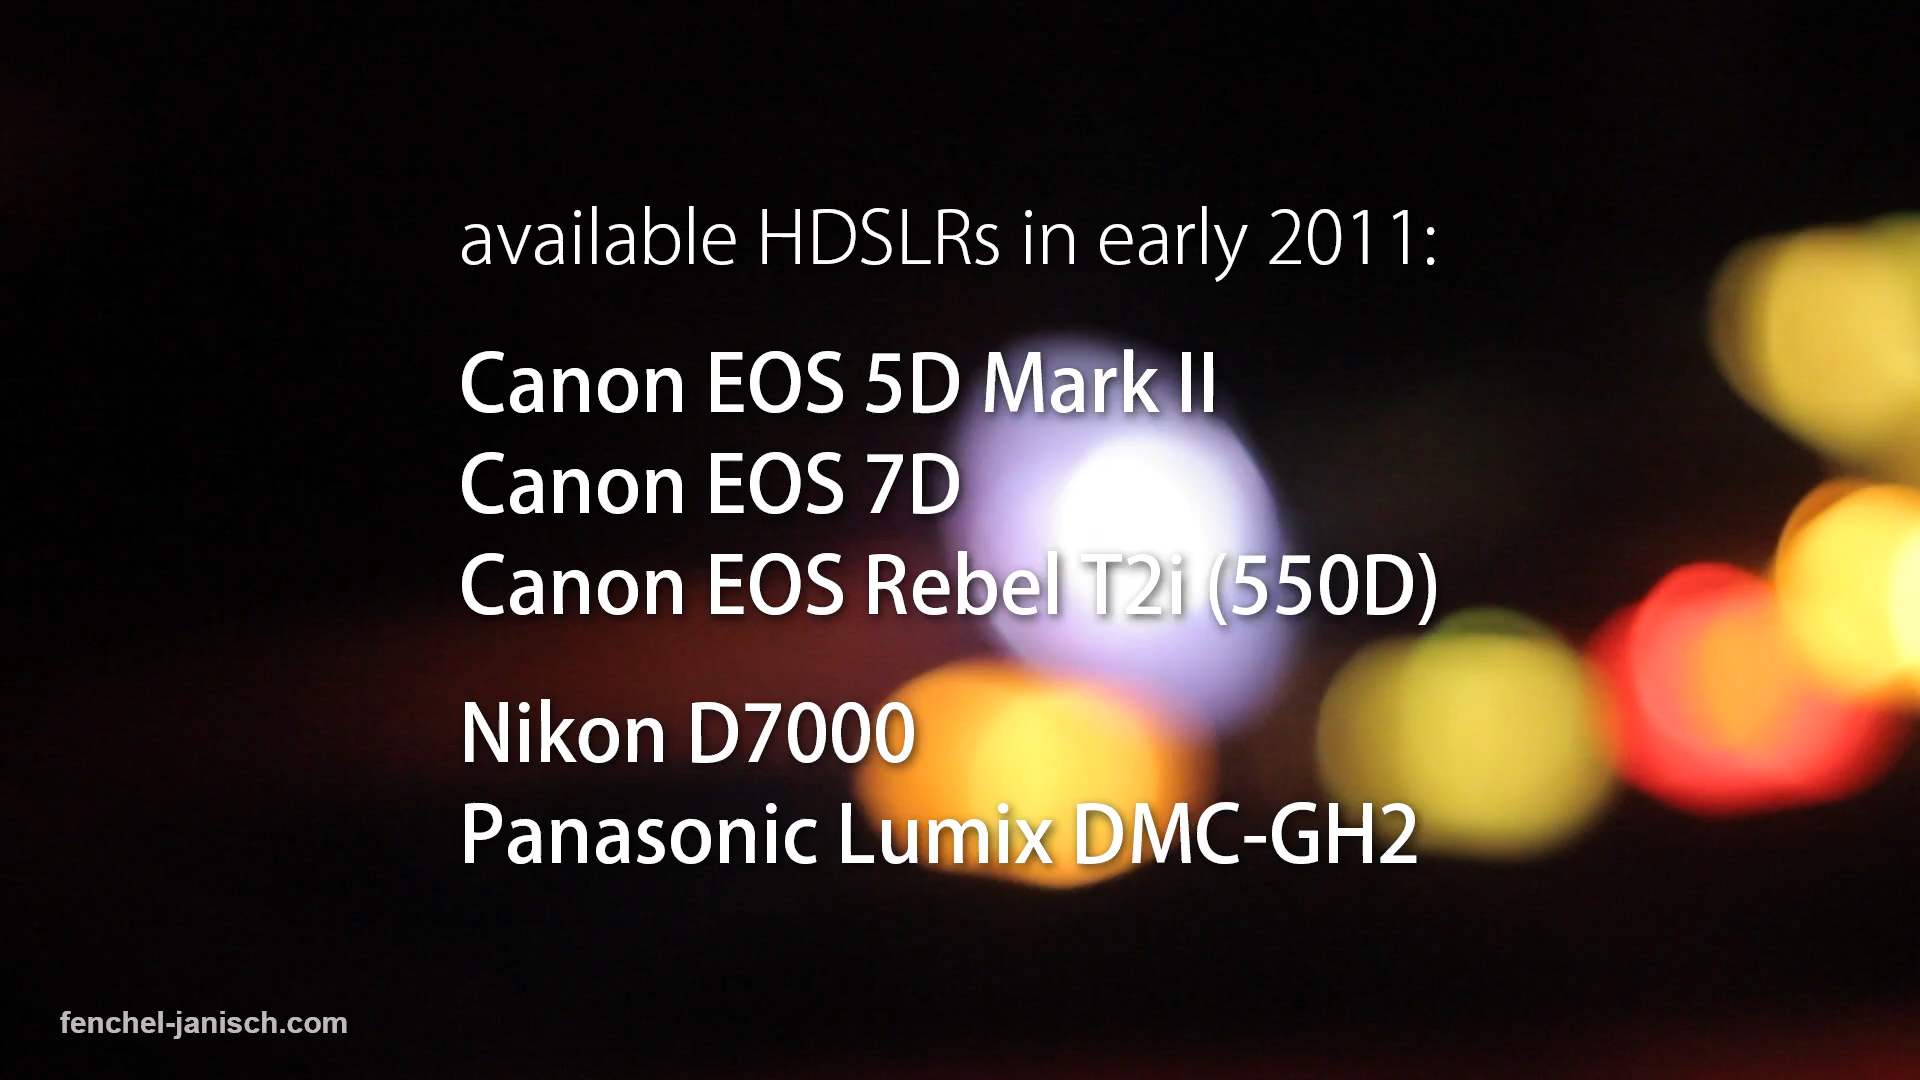 available HDSLRs in early 2011:
Canon EOS 5D Mark II
Canon EOS 7D
Canon EOS Rebel T2i (550D)
Nikon D7000
Panasonic Lumix DMC-GH2
fenchel-janisch.com